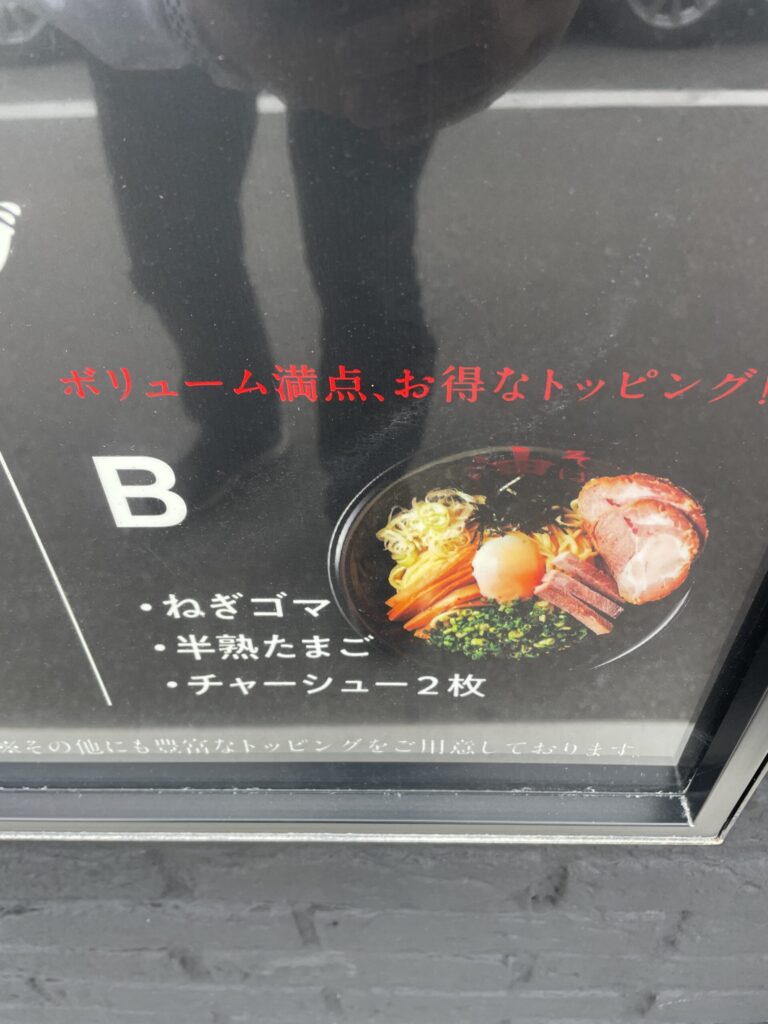 ボリューム満点、お得なトッピング!
B
・ねぎゴマ
・半熟たまご
・チャーシュー2枚
※その他にも豊富なトッピングをご用意しております。